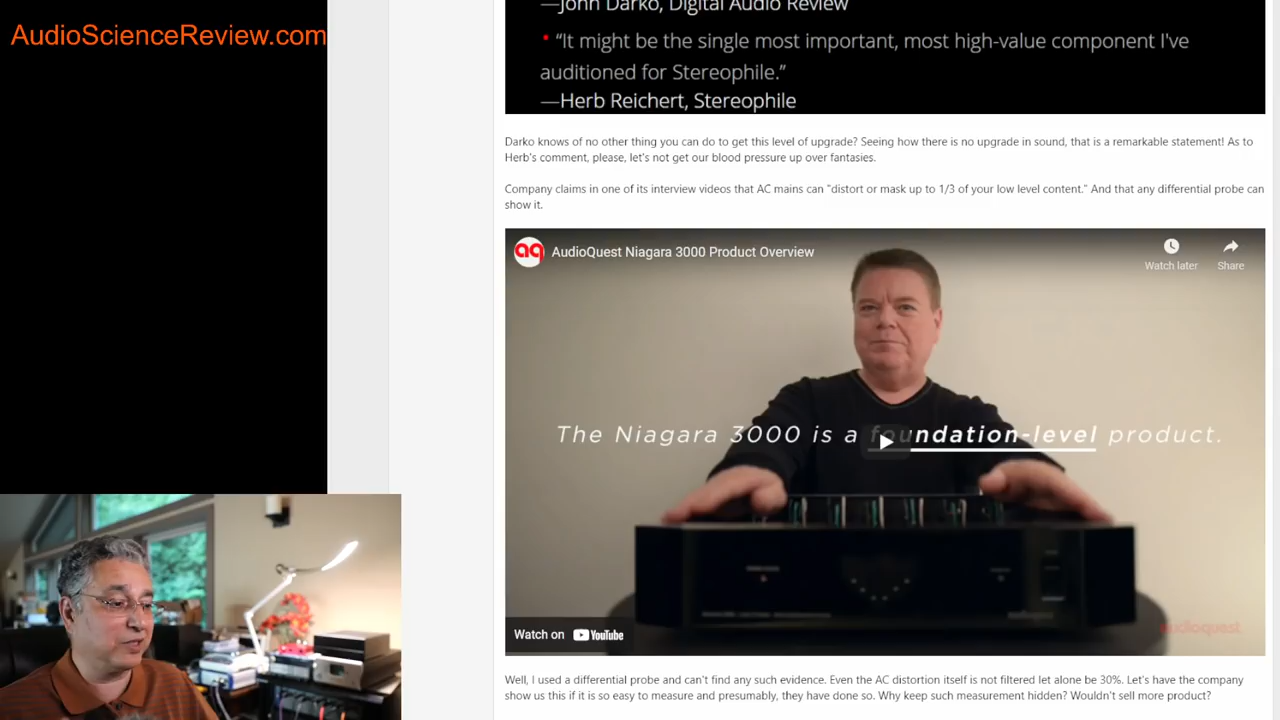 AudioScienceReview.com
—John Darko, Digital Audio Review
• “It might be the single most important, most high-value component I've
auditioned for Stereophile.”
—Herb Reichert, Stereophile
Darko knows of no other thing you can do to get this level of upgrade? Seeing how there is no upgrade in sound, that is a remarkable statement! As to
Herb's comment, please, let's not get our blood pressure up over fantasies.
Company claims in one of its interview videos that AC mains can "distort or mask up to 1/3 of your low level content." And that any differential probe can
show it.
aq AudioQuest Niagara 3000 Product Overview
Watch later
Share
The Niagara 3000 is a foundation-level product.
audioquest
Watch on YouTube
Well, I used a differential probe and can't find any such evidence. Even the AC distortion itself is not filtered let alone be 30%. Let's have the company
show us this if it is so easy to measure and presumably, they have done so. Why keep such measurement hidden? Wouldn't sell more product?